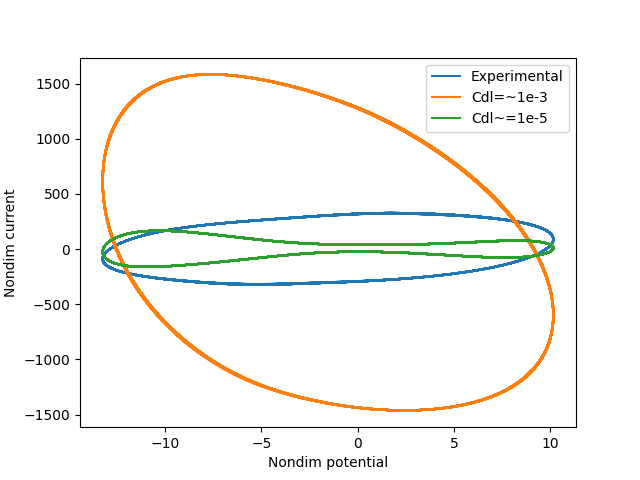 Experimental
Cdl=~1e-3
Cdl~=1e-5
1500
1000
500
0
−500
−1000
−1500
Nondim current
−10
−5
0
5
10
Nondim potential